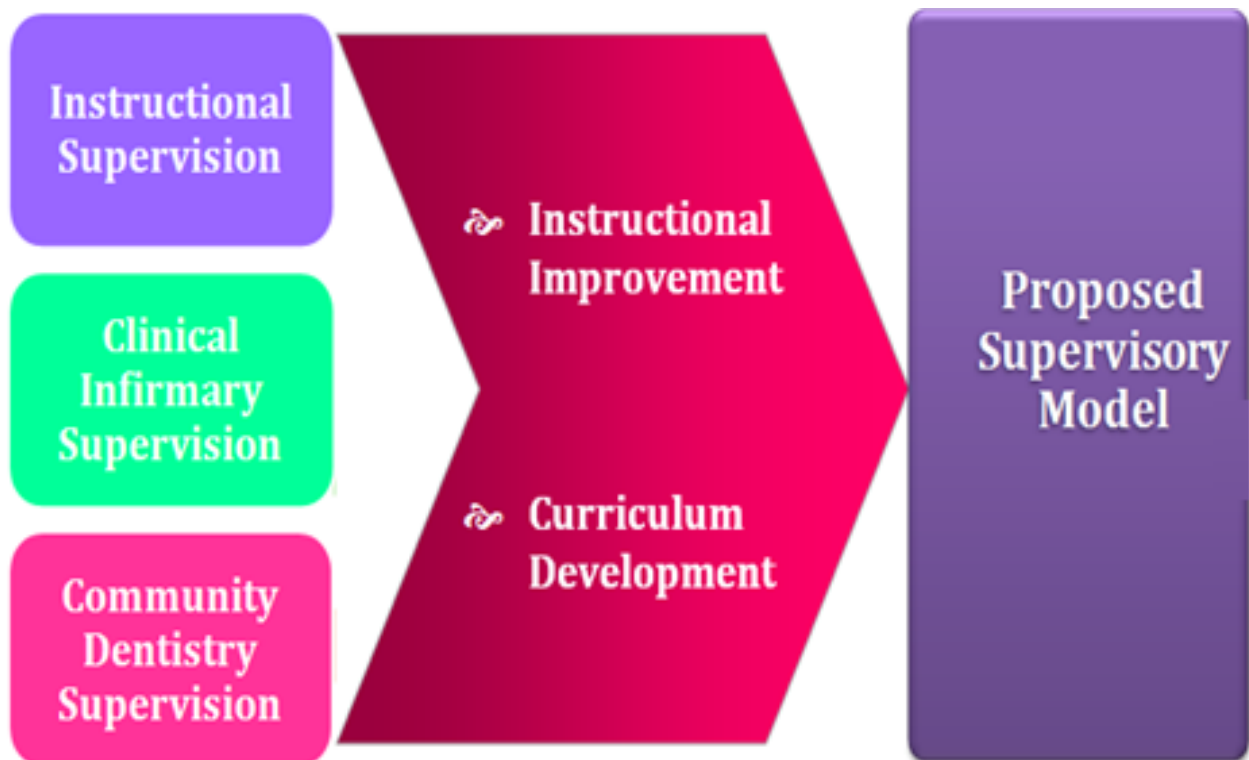 Instructional
Supervision
Clinical
Infirmary
Supervision
Community
Dentistry
Supervision
Instructional
Improvement
Curriculum
Development
Proposed
Supervisory
Model